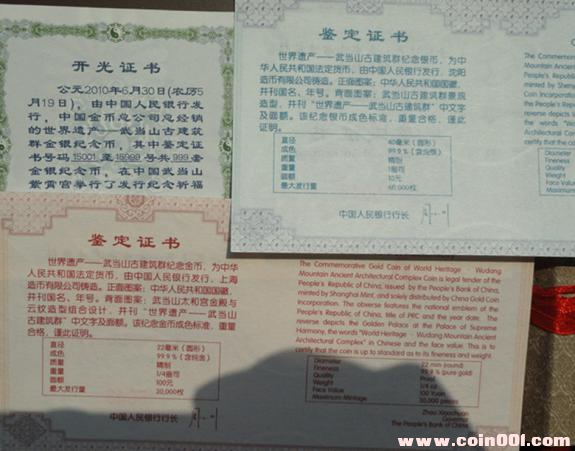 开光证书
公元2010年6月30日(农历5
月19日)，由中国人民银行发
行，中国金币总公司总经销
的世界遗产--武当山古建筑
群金银纪念币，其中鉴定证
书号码15001至15999号共999套
金银纪念币，在中国武当山
紫霄宫举行了发行纪念祈福
鉴定证书
世界遗产——武当山古建筑群纪念银币，为中
华人民共和国法定货币，由中国人民银行发行，沈阳
造币有限公司铸造。正面图案：中华人民共和国国徽，
并刊国名、年号。背面图案：武当山古建筑群景观
造型，并刊“世界遗产——武当山古建筑群”中文字
及面额。该纪念银币成色标准，重量合格，谨此
证明。
直径 40毫米（圆形）
成色 99.9％（含纯银）
质量 精制
重量 1盎司
面额 10元
最大发行量 60,000枚
中国人民银行行长
The Commemorative
Mountain Ancient Arch
People's Republic of
minted by Shenyang Mi
Incorporation. The ob
People's Republic of
reverse depicts the
the words "World He
Architectural Complex" i
certify that the coin is up
Diameter
Fineness
Quality
Weight
Face Value
Maximum Mintage
鉴定证书
世界遗产——武当山古建筑群纪念金币，为中华
人民共和国法定货币，由中国人民银行发行，上海
造币有限公司铸造。正面图案：中华人民共和国国徽，
并刊国名、年号。背面图案：武当山太和宫金殿与
云纹造型组合设计，并刊“世界遗产——武当山
古建筑群”中文字及面额。该纪念金币成色标准，重量
合格，谨此证明。
直径 22毫米（圆形）
成色 99.9％（含纯金）
质量 精制
重量 1/4盎司
面额 100元
最大发行量 30,000枚
中国人民银行行长
The Commemorative Gold Coin of World Heritage - Wudang
Mountain Ancient Architectural Complex Coin is legal tender of the
People's Republic of China, issued by the People's Bank of China,
minted by Shanghai Mint, and solely distributed by China Gold Coin
Incorporation. The obverse features the national emblem of the
People's Republic of China, title of PRC and the year date. The
reverse depicts the Golden Palace at the Palace of Supreme
Harmony, the words "World Heritage - Wudang Mountain Ancient
Architectural Complex" in Chinese and the face value. This is to
certify that the coin is up to standard as to its fineness and weight.
Diameter 22 mm (round)
Fineness 99.9 % (pure gold)
Quality Proof
Weight 1/4 oz
Face Value 100 Yuan
Maximum Mintage 30,000 pieces
Zhou Xiaochuan
Governor
The People's Bank of China
www.coin001.com